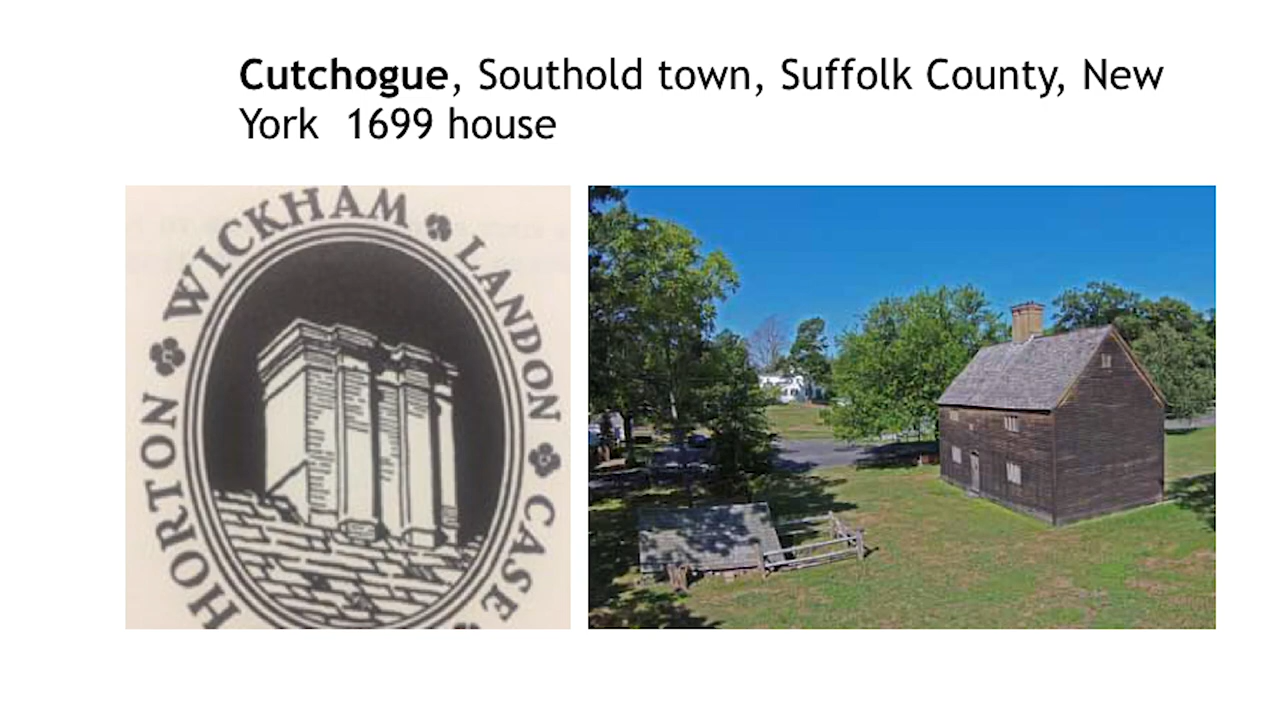 Cutchogue, Southold town, Suffolk County, New
York 1699 house
HORTON WICKHAM LANDON CASE